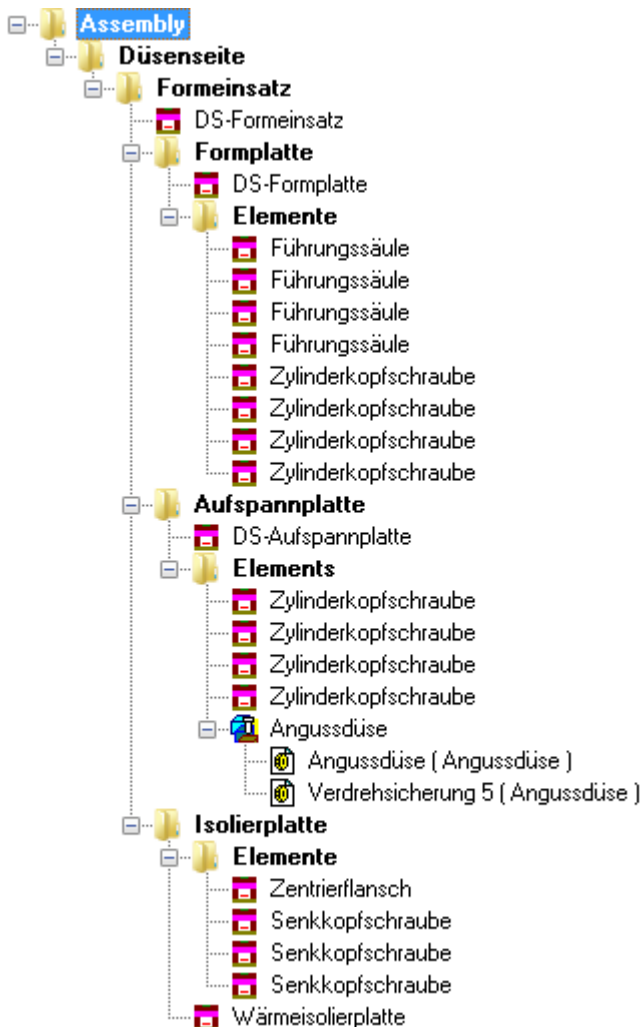 Assembly
Düsenseite
Formeinsatz
DS-Formeinsatz
Formplatte
DS-Formplatte
Elemente
Führungssäule
Führungssäule
Führungssäule
Führungssäule
Zylinderkopfschraube
Zylinderkopfschraube
Zylinderkopfschraube
Zylinderkopfschraube
Aufspannplatte
DS-Aufspannplatte
Elements
Zylinderkopfschraube
Zylinderkopfschraube
Zylinderkopfschraube
Zylinderkopfschraube
Angussdüse
Angussdüse ( Angussdüse )
Verdrehsicherung 5 ( Angussdüse )
Isolierplatte
Elemente
Zentrierflansch
Senkkopfschraube
Senkkopfschraube
Senkkopfschraube
Wärmeisolierplatte